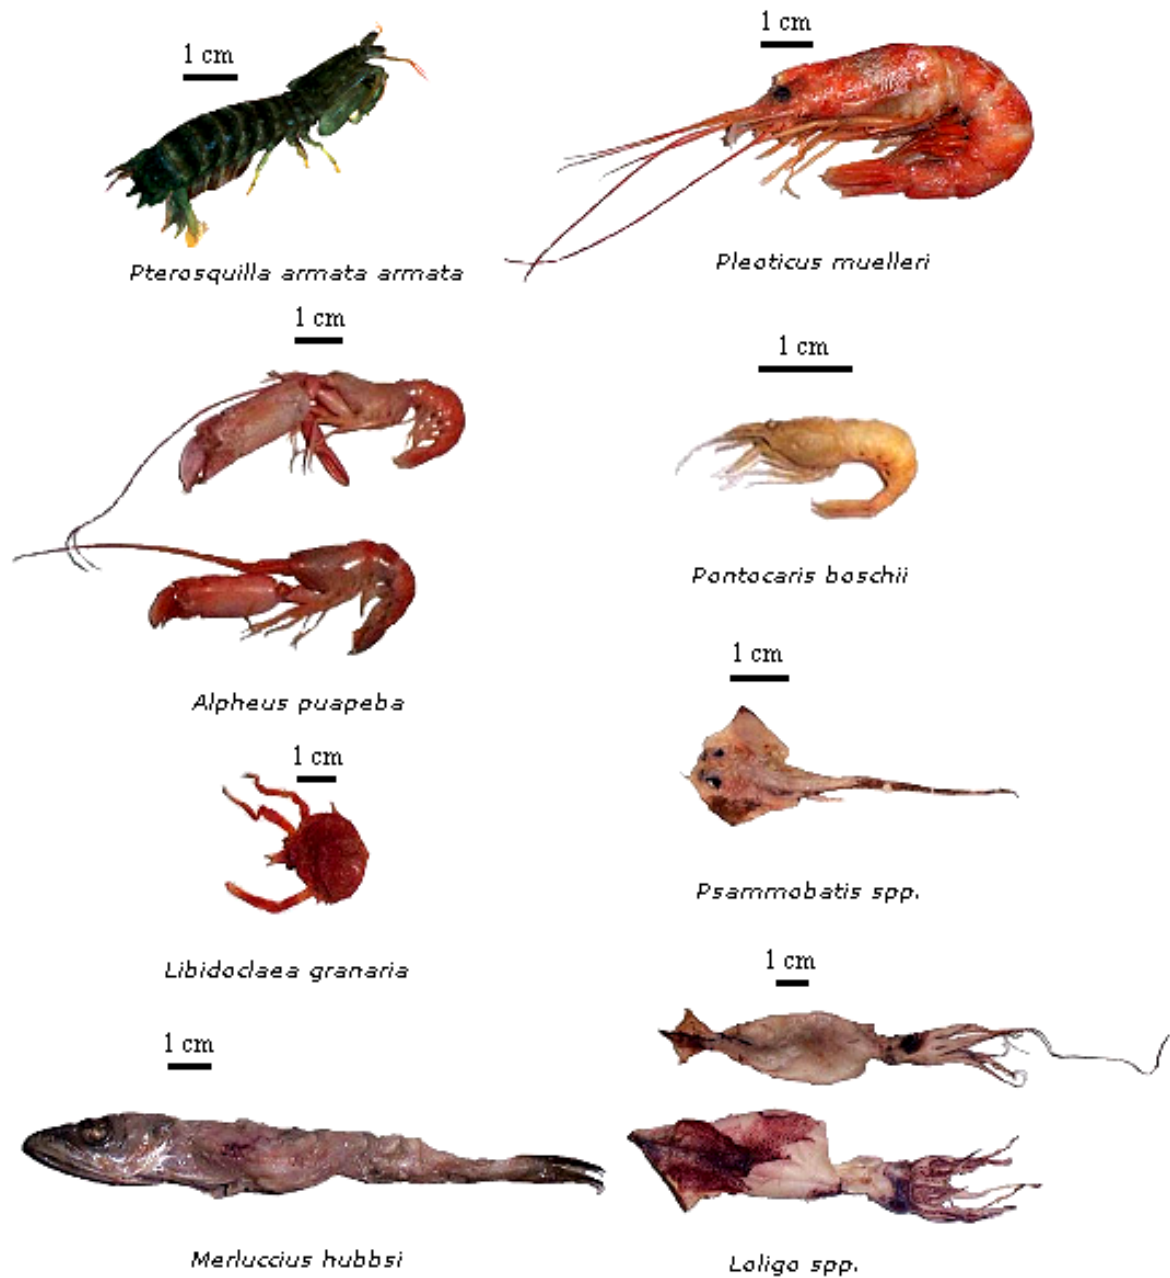 1 cm
Pterosquilla armata armata
1 cm
Pleoticus muelleri
1 cm
Alpheus puapeba
1 cm
Pontocaris boschii
1 cm
Libidoclaea granaria
1 cm
Psammobatis spp.
1 cm
Merluccius hubbsi
1 cm
Loligo spp.